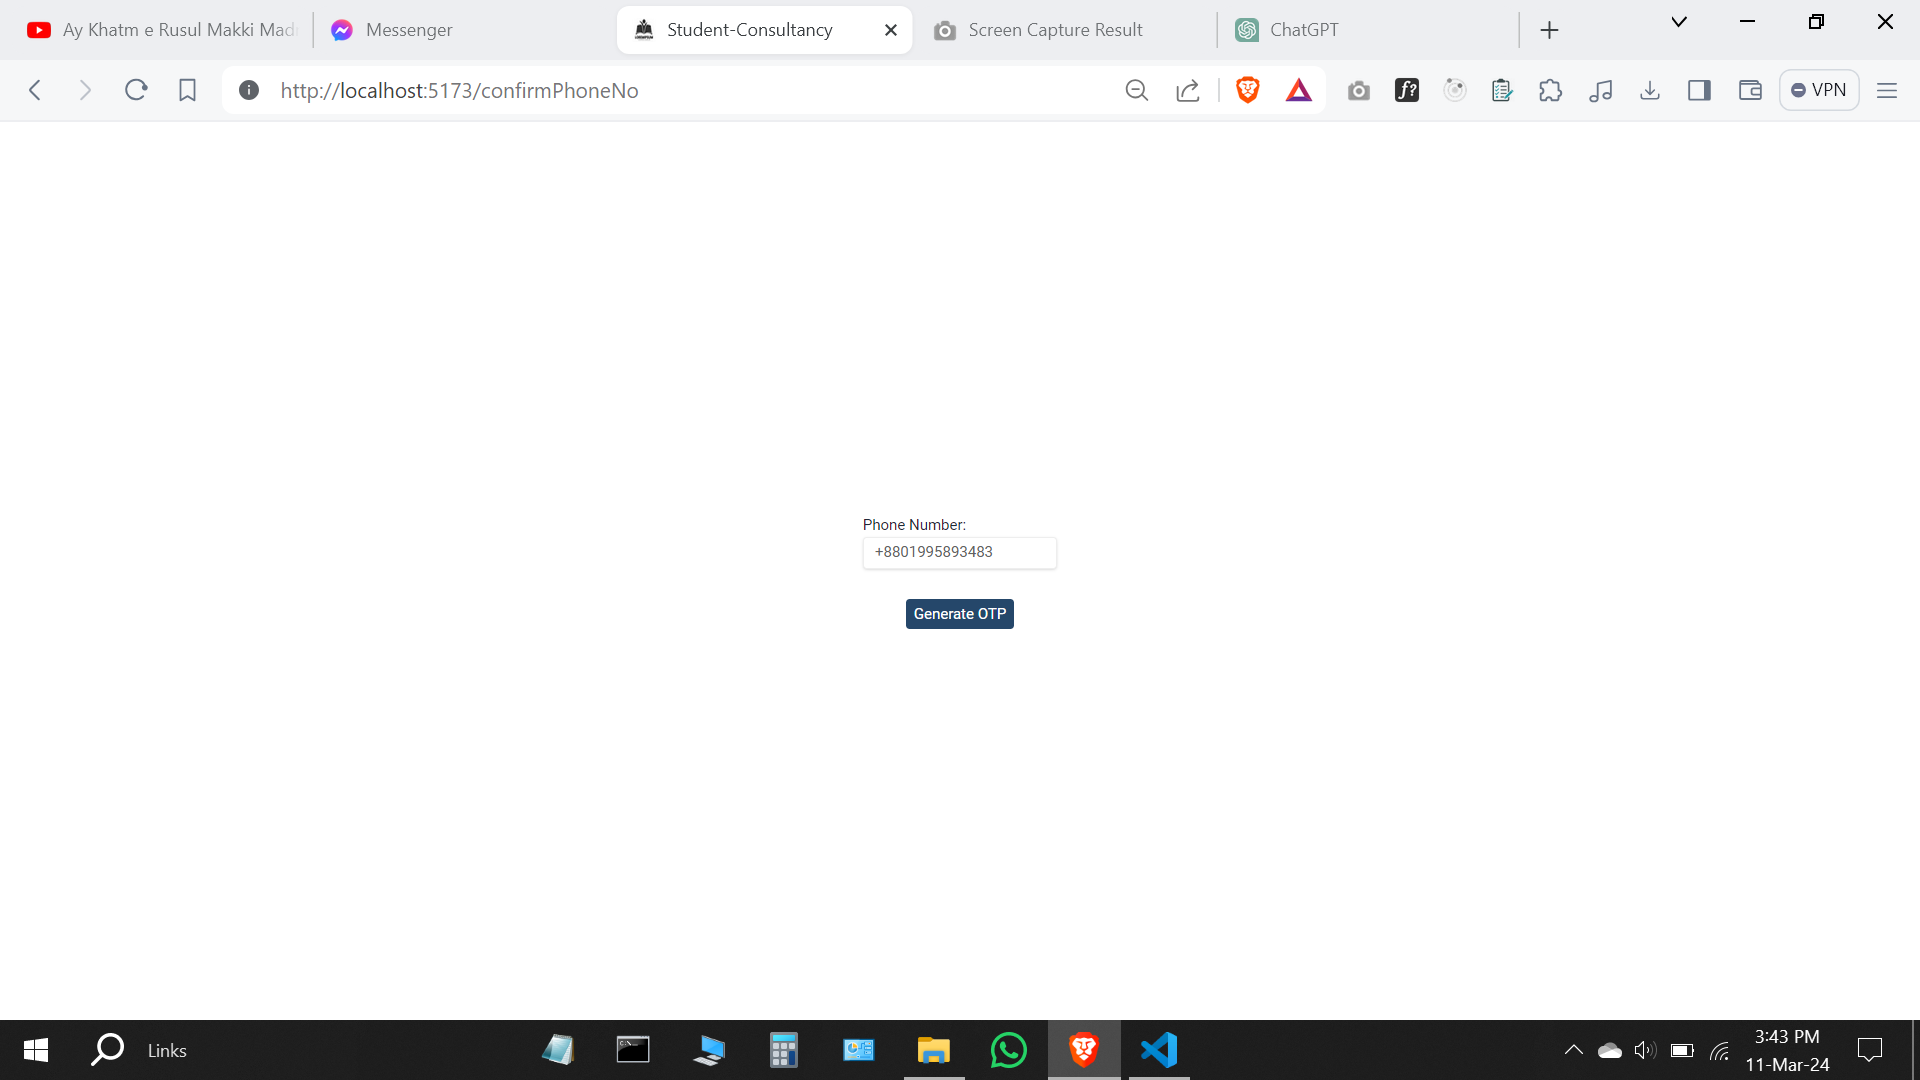 Ay Khatm e Rusul Makki Mad
Messenger
Student-Consultancy
Screen Capture Result
ChatGPT
http://localhost:5173/confirmPhoneNo
f?
VPN
Phone Number:
+8801995893483
Generate OTP
Links
3:43 PM
11-Mar-24